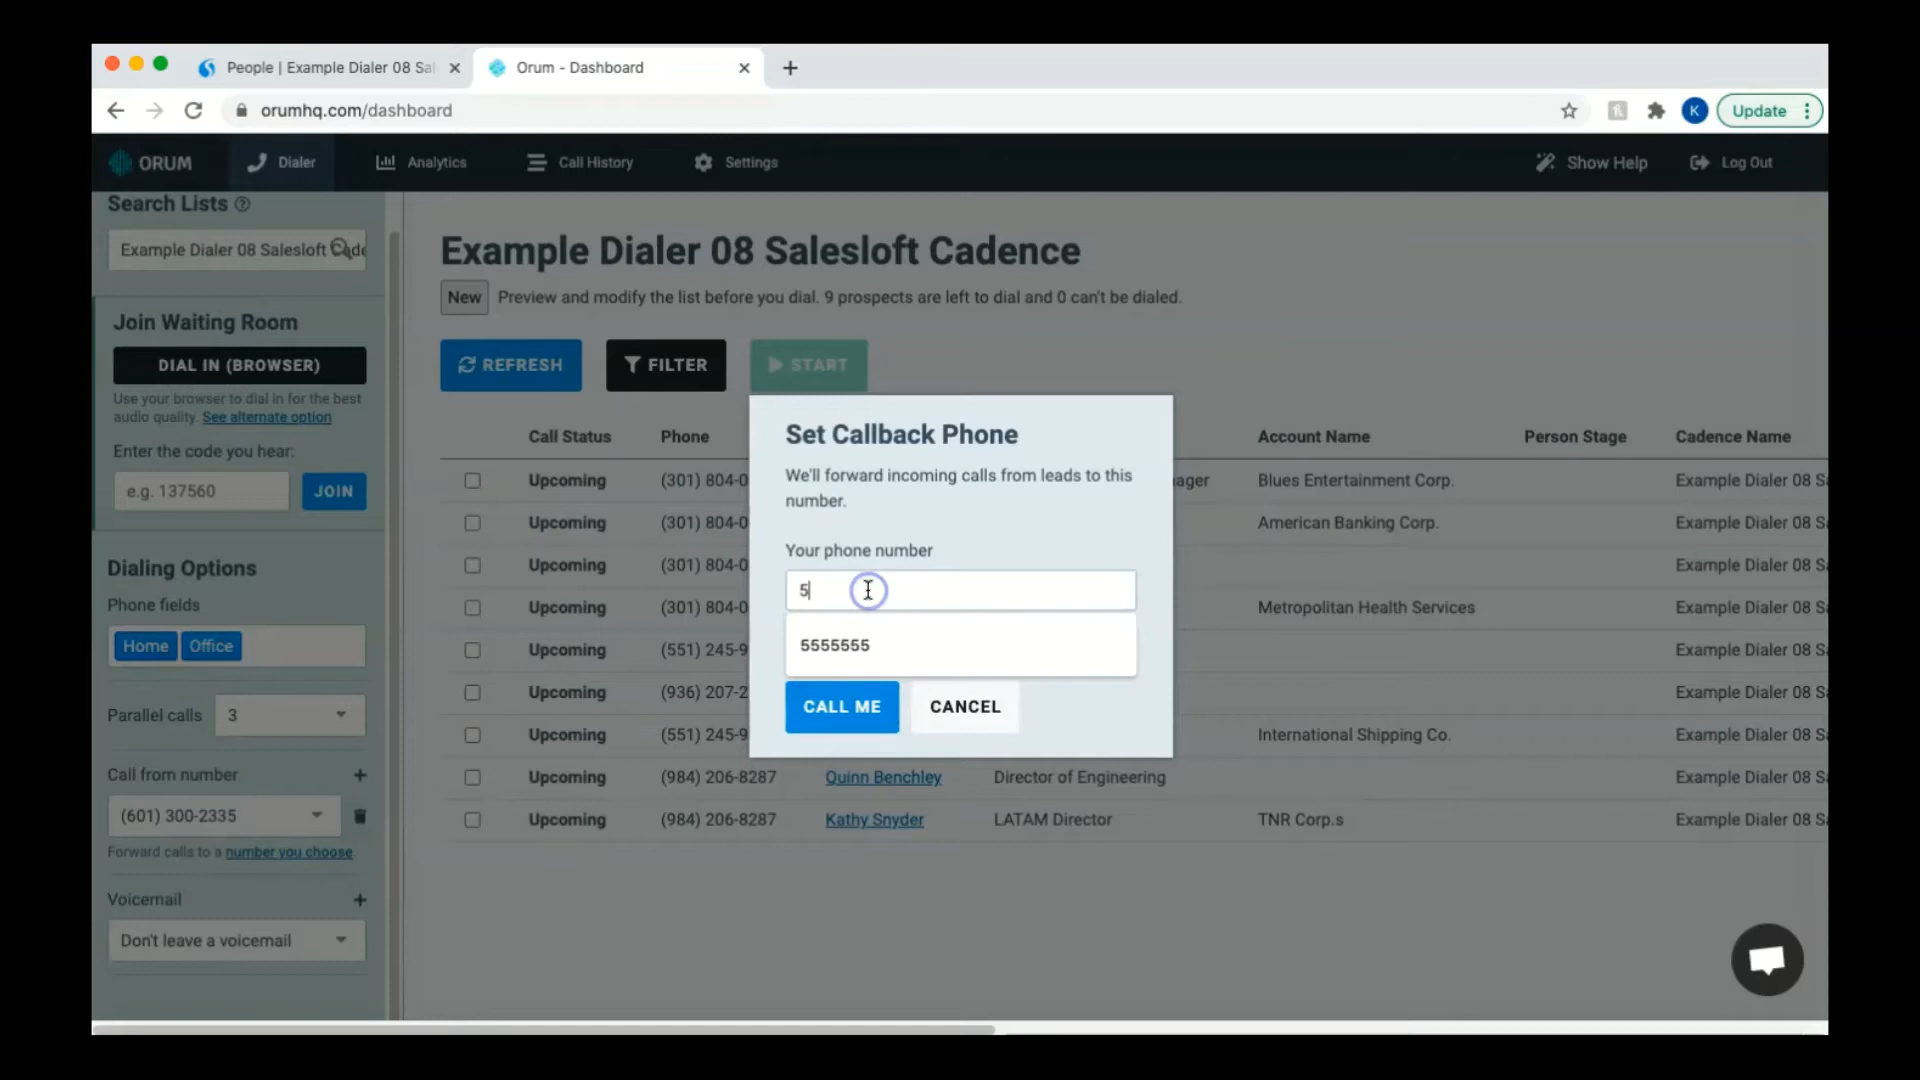 People | Example Dialer 08 Sal
Orum - Dashboard
orumhq.com/dashboard
K
Update
ORUM
Dialer
Analytics
Call History
Settings
Show Help
Log Out
Search Lists
Example Dialer 08 Salesloft Cade
Join Waiting Room
DIAL IN (BROWSER)
Use your browser to dial in for the best
audio quality. See alternate option
Enter the code you hear:
e.g. 137560
JOIN
Dialing Options
Phone fields
Home Office
Parallel calls 3
Call from number +
(601) 300-2335
Forward calls to a number you choose.
Voicemail +
Don't leave a voicemail
Example Dialer 08 Salesloft Cadence
New Preview and modify the list before you dial. 9 prospects are left to dial and 0 can't be dialed.
REFRESH
FILTER
START
Call Status Phone Account Name Person Stage Cadence Name
Upcoming (301) 804-0 ager Blues Entertainment Corp. Example Dialer 08 S
Upcoming (301) 804-0 American Banking Corp. Example Dialer 08 S
Upcoming (301) 804-0 Example Dialer 08 S
Upcoming (301) 804-0 Metropolitan Health Services Example Dialer 08 S
Upcoming (551) 245-9 Example Dialer 08 S
Upcoming (936) 207-2 Example Dialer 08 S
Upcoming (551) 245-9 International Shipping Co. Example Dialer 08 S
Upcoming (984) 206-8287 Quinn Benchley Director of Engineering Example Dialer 08 S
Upcoming (984) 206-8287 Kathy Snyder LATAM Director TNR Corp.s Example Dialer 08 S
Set Callback Phone
We'll forward incoming calls from leads to this
number.
Your phone number
5
5555555
CALL ME
CANCEL